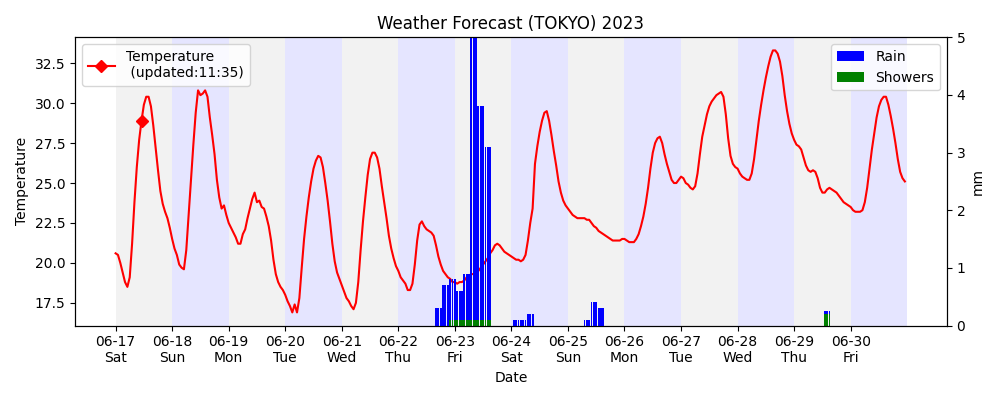 Weather Forecast (TOKYO) 2023
Temperature
(updated:11:35)
Rain
Showers
Temperature
32.5
30.0
27.5
25.0
22.5
20.0
17.5
5
4
3
2
1
0
mm
06-17 06-18 06-19 06-20 06-21 06-22 06-23 06-24 06-25 06-26 06-27 06-28 06-29 06-30
Sat Sun Mon Tue Wed Thu Fri Sat Sun Mon Tue Wed Thu Fri
Date